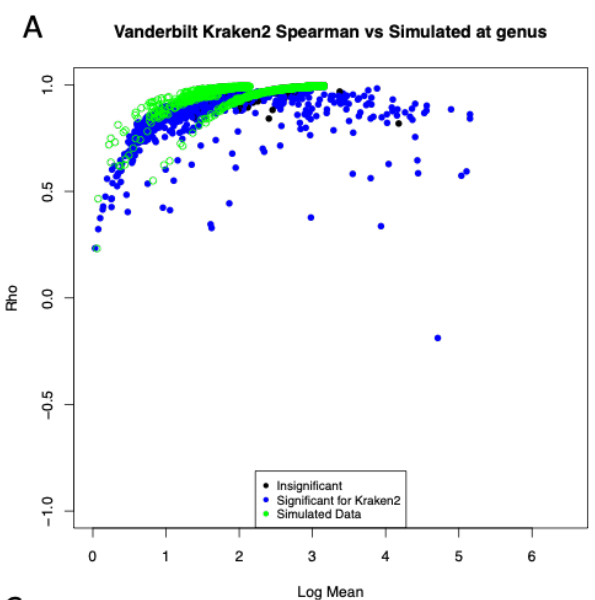 A
Vanderbilt Kraken2 Spearman vs Simulated at genus
1.0
0.5
0.0
−0.5
−1.0
Rho
Insignificant
Significant for Kraken2
Simulated Data
0 1 2 3 4 5 6
Log Mean